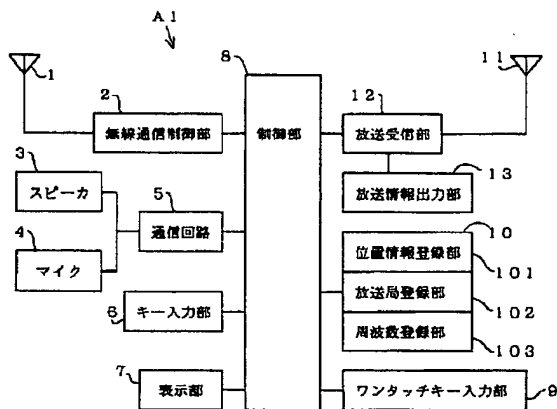 A1
1
8
11
2
無線通信制御部
制御部
12
放送受信部
3
スピーカ
13
放送情報出力部
5
通信回路
4
マイク
10
位置情報登録部
101
放送局登録部
102
周波数登録部
103
6
キー入力部
7
表示部
ワンタッチキー入力部
9